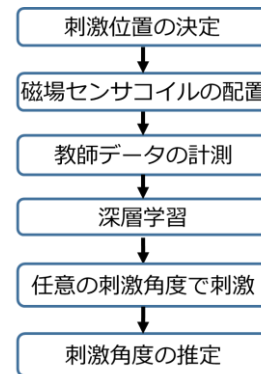 刺激位置の決定
磁場センサコイルの配置
教師データの計測
深層学習
任意の刺激角度で刺激
刺激角度の推定